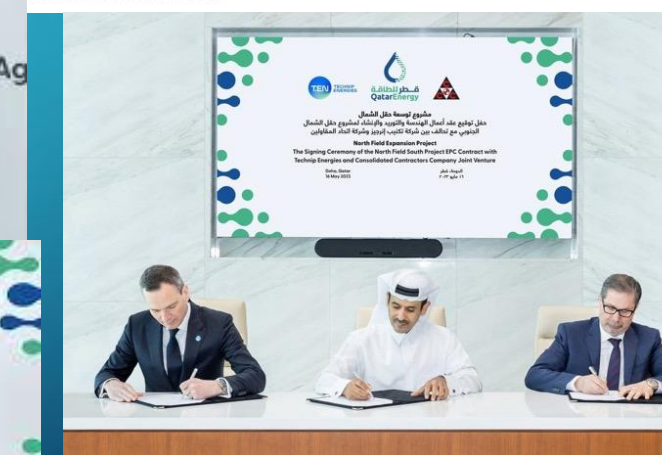 Ag
TEN TECHNIP
ENERGIES
قطر للطاقة
QatarEnergy
مشروع توسعة حقل الشمال
حفل توقيع عقد أعمال الهندسة والتوريد والإنشاء لمشروع حقل الشمال
الجنوبي مع تحالف بين شركة تكنيب إنرجيز وشركة اتحاد المقاولين
North Field Expansion Project
The Signing Ceremony of the North Field South Project EPC Contract with
Technip Energies and Consolidated Contractors Company Joint Venture
Doha, Qatar
16 May 2023
الدوحة، قطر
١٦ مايو ٢٠٢٣